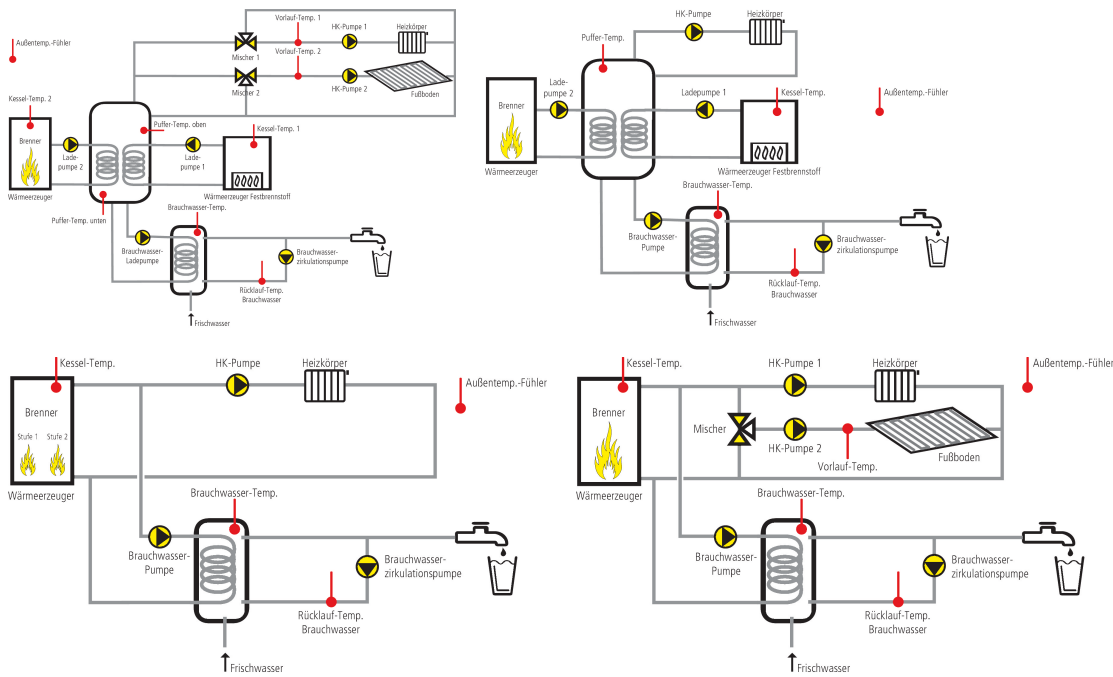 Außentemp.-Fühler
Vorlauf-Temp. 1
HK-Pumpe 1
Heizkörper
Mischer 1
Vorlauf-Temp. 2
Mischer 2
HK-Pumpe 2
Fußboden
Kessel-Temp. 2
Brenner
Wärmeerzeuger
Lade-
pumpe 2
Puffer-Temp. oben
Lade-
pumpe 1
Kessel-Temp. 1
Wärmeerzeuger Festbrennstoff
Puffer-Temp. unten
Brauchwasser-Temp.
Brauchwasser-
Ladepumpe
Brauchwasser-
zirkulationspumpe
Rücklauf-Temp.
Brauchwasser
Frischwasser
HK-Pumpe
Heizkörper
Puffer-Temp.
Lade-
pumpe 2
Ladepumpe 1
Kessel-Temp.
Außentemp.-Fühler
Brenner
Wärmeerzeuger
Wärmeerzeuger Festbrennstoff
Brauchwasser-Temp.
Brauchwasser-
Pumpe
Brauchwasser-
zirkulationspumpe
Rücklauf-Temp.
Brauchwasser
Frischwasser
Kessel-Temp.
HK-Pumpe
Heizkörper
Außentemp.-Fühler
Brenner
Stufe 1
Stufe 2
Wärmeerzeuger
Brauchwasser-Temp.
Brauchwasser-
Pumpe
Brauchwasser-
zirkulationspumpe
Rücklauf-Temp.
Brauchwasser
Frischwasser
Kessel-Temp.
HK-Pumpe 1
Heizkörper
Außentemp.-Fühler
Brenner
Mischer
HK-Pumpe 2
Vorlauf-Temp.
Fußboden
Wärmeerzeuger
Brauchwasser-Temp.
Brauchwasser-
Pumpe
Brauchwasser-
zirkulationspumpe
Rücklauf-Temp.
Brauchwasser
Frischwasser